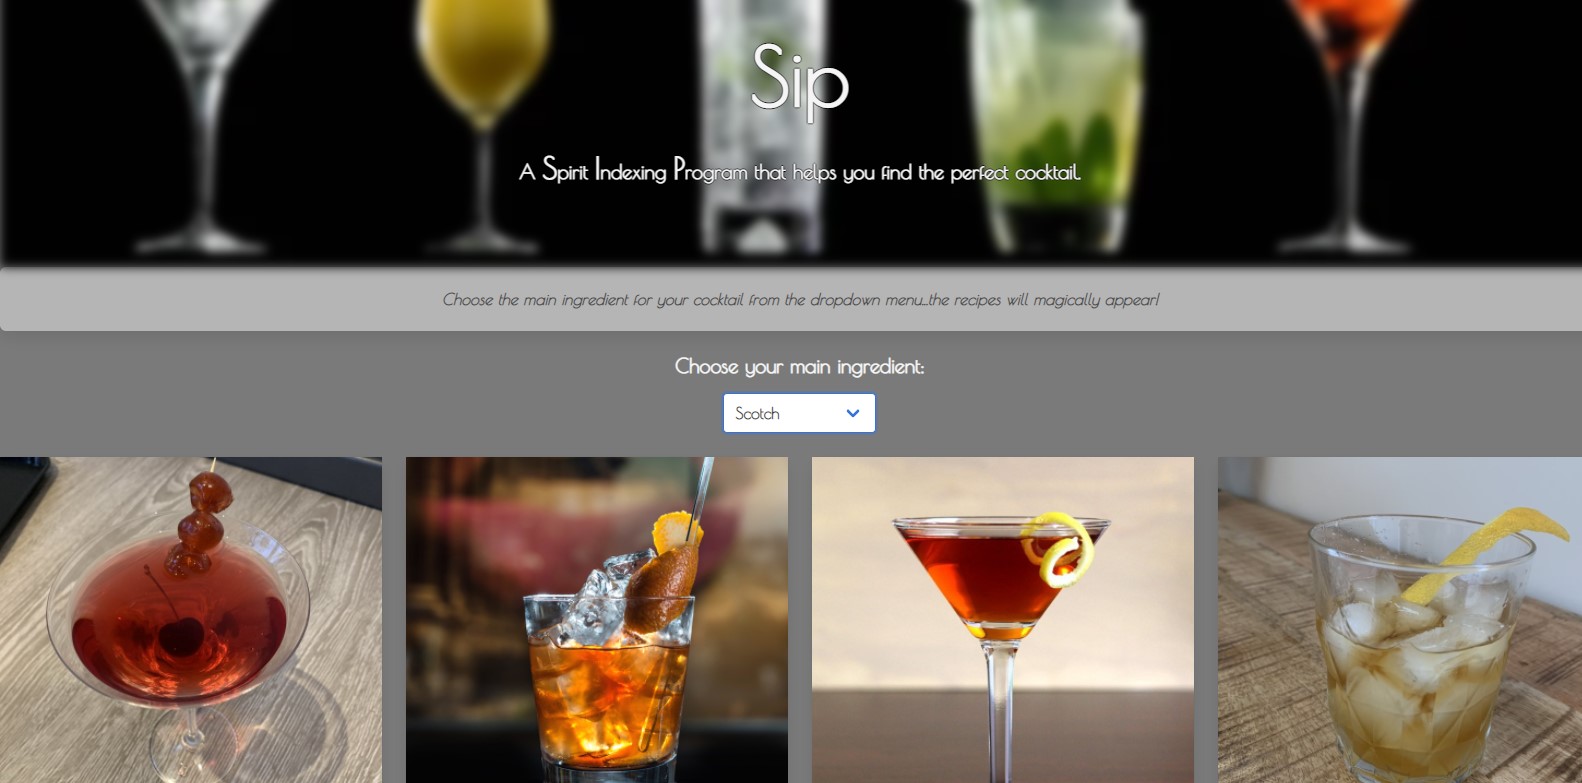 Sip
A Spirit Indexing Program that helps you find the perfect cocktail.
Choose the main ingredient for your cocktail from the dropdown menu...the recipes will magically appear!
Choose your main ingredient:
Scotch